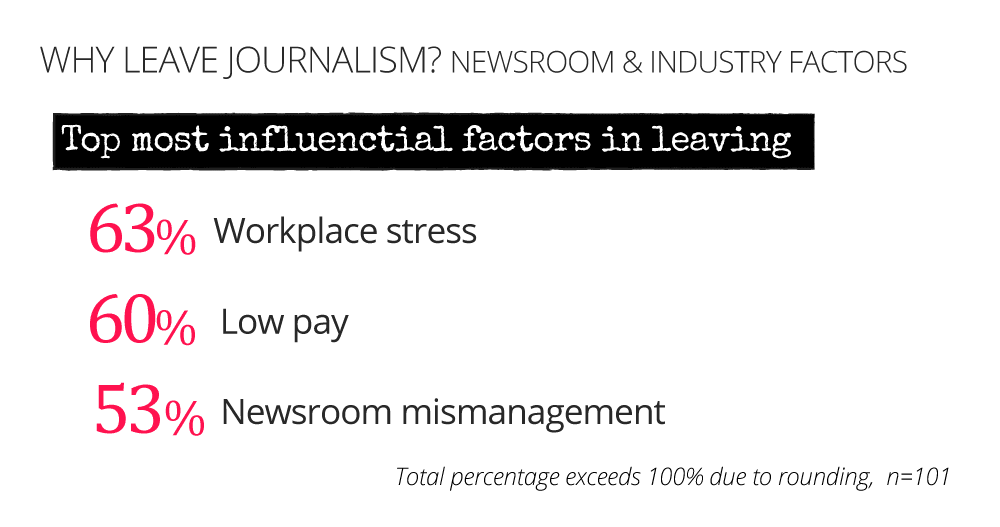 WHY LEAVE JOURNALISM? NEWSROOM & INDUSTRY FACTORS
Top most influenctial factors in leaving
63% Workplace stress
60% Low pay
53% Newsroom mismanagement
Total percentage exceeds 100% due to rounding, n=101